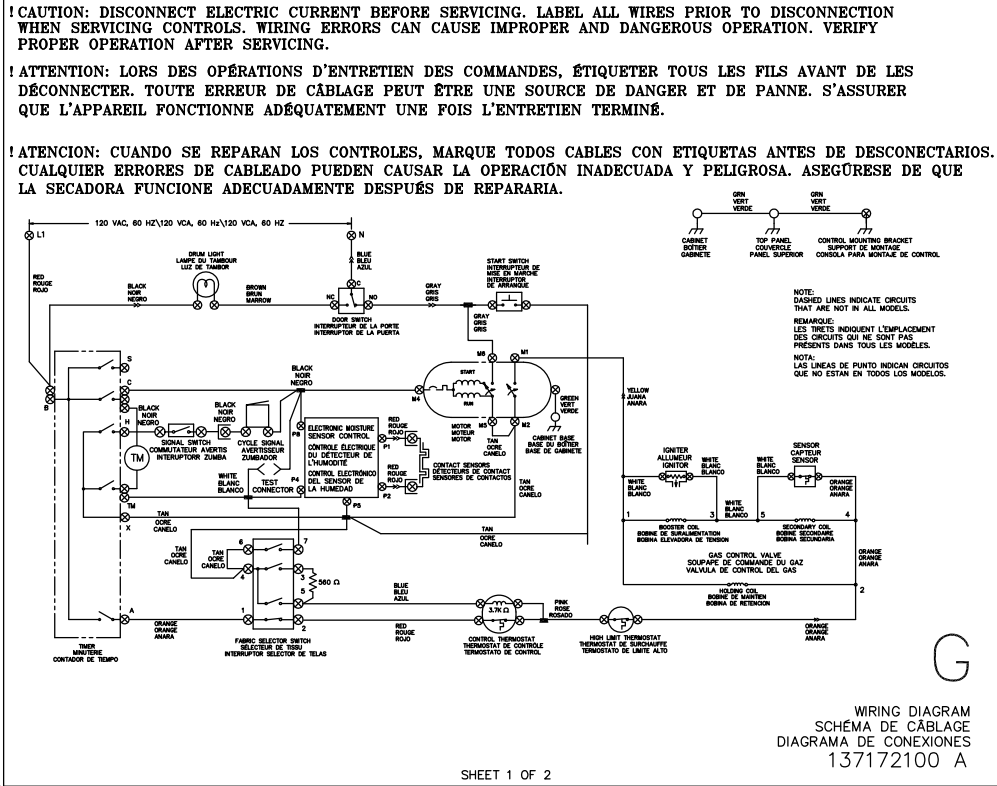 ! CAUTION: DISCONNECT ELECTRIC CURRENT BEFORE SERVICING. LABEL ALL WIRES PRIOR TO DISCONNECTION
WHEN SERVICING CONTROLS. WIRING ERRORS CAN CAUSE IMPROPER AND DANGEROUS OPERATION. VERIFY
PROPER OPERATION AFTER SERVICING.
! ATTENTION: LORS DES OPÉRATIONS D'ENTRETIEN DES COMMANDES, ÉTIQUETER TOUS LES FILS AVANT DE LES
DÉCONNECTER. TOUTE ERREUR DE CÂBLAGE PEUT ÊTRE UNE SOURCE DE DANGER ET DE PANNE. S'ASSURER
QUE L'APPAREIL FONCTIONNE ADÉQUATEMENT UNE FOIS L'ENTRETIEN TERMINÉ.
! ATENCION: CUANDO SE REPARAN LOS CONTROLES, MARQUE TODOS CABLES CON ETIQUETAS ANTES DE DESCONECTARIOS.
CUALQUIER ERRORES DE CABLEADO PUEDEN CAUSAR LA OPERACIÓN INADECUADA Y PELIGROSA. ASEGÚRESE DE QUE
LA SECADORA FUNCIONE ADECUADAMENTE DESPUÉS DE REPARARIA.
GRN
VERT
VERDE
GRN
VERT
VERDE
CABINET
BOÎTIER
GABINETE
TOP PANEL
COUVERCLE
PANEL SUPERIOR
CONTROL MOUNTING BRACKET
SUPPORT DE MONTAGE
CONSOLA PARA MONTAJE DE CONTROL
120 VAC, 60 HZ\120 VCA, 60 Hz\120 VCA, 60 HZ
L1
N
RED
ROUGE
ROJO
DRUM LIGHT
LAMPE DU TAMBOUR
LUZ DE TAMBOR
BLACK
NOIR
NEGRO
BROWN
BRUN
MARROW
BLUE
BLEU
AZUL
C
NC
NO
DOOR SWITCH
INTERRUPTEUR DE LA PORTE
INTERRUPTOR DE LA PUERTA
GRAY
GRIS
GRIS
START SWITCH
INTERRUPTEUR DE
MISE EN MARCHE
INTERRUPTOR
DE ARRANQUE
GRAY
GRIS
GRIS
NOTE:
DASHED LINES INDICATE CIRCUITS
THAT ARE NOT IN ALL MODELS.
REMARQUE:
LES TIRETS INDIQUENT L'EMPLACEMENT
DES CIRCUITS QUI NE SONT PAS
PRÉSENTS DANS TOUS LES MODÈLES.
NOTA:
LAS LINEAS DE PUNTO INDICAN CIRCUITOS
QUE NO ESTAN EN TODOS LOS MODELOS.
S
C
B
H
TM
TM
X
A
BLACK
NOIR
NEGRO
SIGNAL SWITCH
COMMUTATEUR AVERTIS
INTERRUPTORR ZUMBA
BLACK
NOIR
NEGRO
CYCLE SIGNAL
AVERTISSEUR
ZUMBADOR
BLACK
NOIR
NEGRO
M6
M1
M4
START
RUN
M5
M2
MOTOR
MOTEUR
MOTOR
TAN
OCRE
CANELO
GREEN
VERT
VERDE
CABINET BASE
BASE DU BOÎTIER
BASE DE GABINETE
YELLOW
JUANA
ANARA
P8
ELECTRONIC MOISTURE
SENSOR CONTROL
CONTRÔLE ÉLECTRIQUE
DU DÉTECTEUR DE
L'HUMIDITÉ
CONTROL ELECTRÓNICO
DEL SENSOR DE
LA HUMEDAD
P4
P5
RED
ROUGE
ROJO
P1
RED
ROUGE
ROJO
P2
CONTACT SENSORS
DÉTECTEURS DE CONTACT
SENSORES DE CONTACTOS
WHITE
BLANC
BLANCO
TEST
CONNECTOR
TAN
OCRE
CANELO
TAN
OCRE
CANELO
TAN
OCRE
CANELO
TAN
OCRE
CANELO
TAN
OCRE
CANELO
6
7
4
3
5
1
2
560 Ω
FABRIC SELECTOR SWITCH
SÉLECTEUR DE TISSU
INTERRUPTOR SELECTOR DE TELAS
TIMER
MINUTERIE
CONTADOR DE TIEMPO
ORANGE
ORANGE
ANARA
BLUE
BLEU
AZUL
RED
ROUGE
ROJO
3.7K Ω
CONTROL THERMOSTAT
THERMOSTAT DE CONTRÔLE
TERMOSTATO DE CONTROL
PINK
ROSE
ROSADO
HIGH LIMIT THERMOSTAT
THERMOSTAT DE SURCHAUFFE
TERMOSTATO DE LIMITE ALTO
ORANGE
ORANGE
ANARA
IGNITER
ALLUMEUR
IGNITOR
WHITE
BLANC
BLANCO
WHITE
BLANC
BLANCO
WHITE
BLANC
BLANCO
WHITE
BLANC
BLANCO
SENSOR
CAPTEUR
SENSOR
ORANGE
ORANGE
ANARA
1
3
5
4
BOOSTER COIL
BOBINE DE SURALIMENTATION
BOBINA ELEVADORA DE TENSION
SECONDARY COIL
BOBINE SECONDAIRE
BOBINA SECUNDARIA
GAS CONTROL VALVE
SOUPAPE DE COMMANDE DU GAZ
VALVULA DE CONTROL DEL GAS
HOLDING COIL
BOBINE DE MAINTIEN
BOBINA DE RETENCION
ORANGE
ORANGE
ANARA
2
G
WIRING DIAGRAM
SCHÉMA DE CÂBLAGE
DIAGRAMA DE CONEXIONES
137172100 A
SHEET 1 OF 2